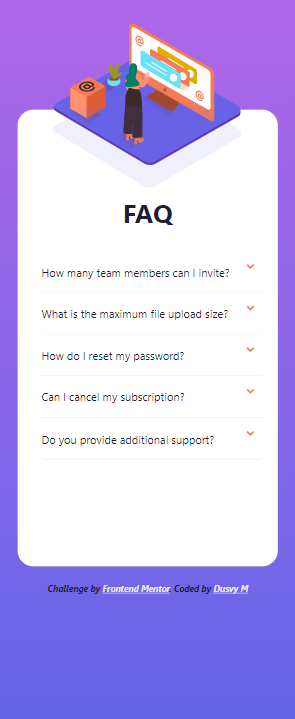 FAQ
How many team members can I invite?
What is the maximum file upload size?
How do I reset my password?
Can I cancel my subscription?
Do you provide additional support?
Challenge by Frontend Mentor. Coded by Dusvy M